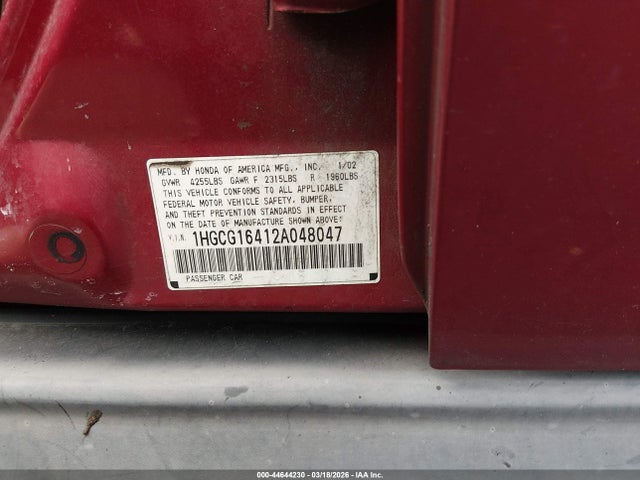 MFD. BY HONDA OF AMERICA MFG., INC. 1/02
GVWR 4255LBS GAWR F 2315LBS R 1960LBS
THIS VEHICLE CONFORMS TO ALL APPLICABLE
FEDERAL MOTOR VEHICLE SAFETY, BUMPER,
AND THEFT PREVENTION STANDARDS IN EFFECT
ON THE DATE OF MANUFACTURE SHOWN ABOVE.
V.I.N. 1HGCG16412A048047
PASSENGER CAR
000-44644230 - 03/18/2026 - IAA Inc.